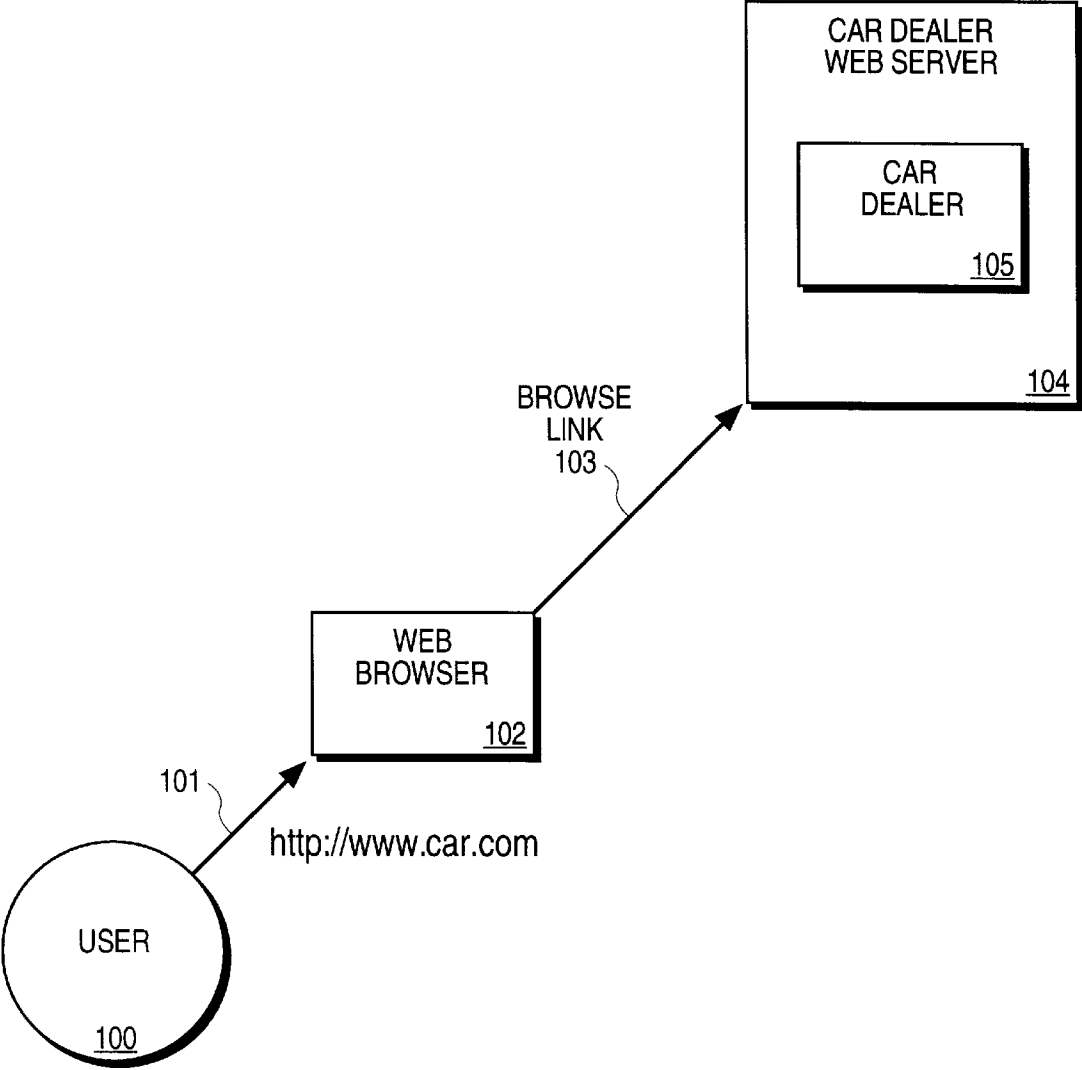 CAR DEALER
WEB SERVER
CAR
DEALER
105
104
BROWSE
LINK
103
WEB
BROWSER
102
101
http://www.car.com
USER
100